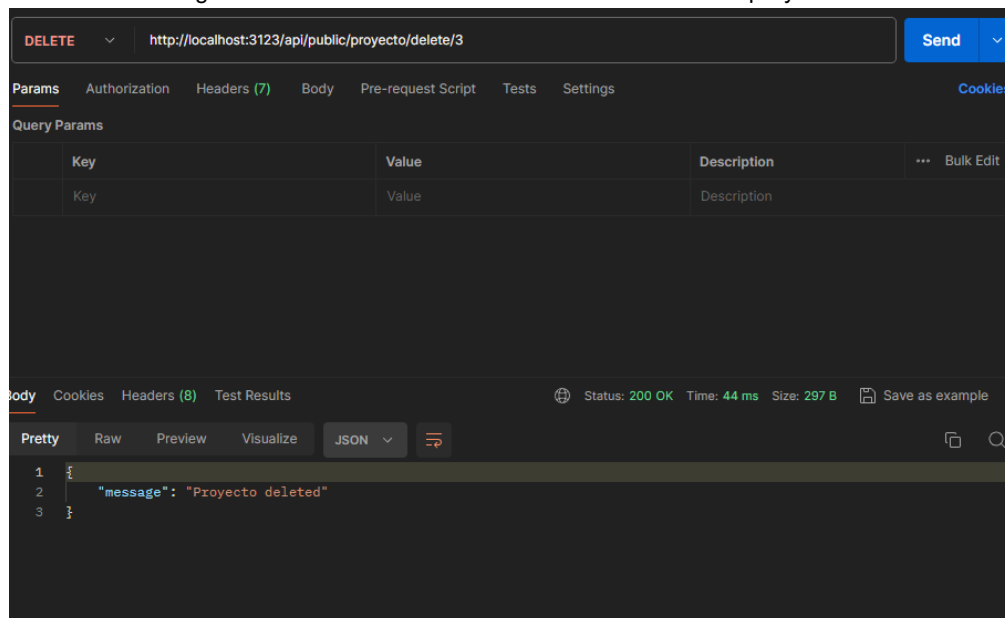 DELETE http://localhost:3123/api/public/proyecto/delete/3 Send
Params Authorization Headers (7) Body Pre-request Script Tests Settings Cookies
Query Params
Key Value Description ••• Bulk Edit
Key Value Description
Body Cookies Headers (8) Test Results Status: 200 OK Time: 44 ms Size: 297 B Save as example
Pretty Raw Preview Visualize JSON
1 {
2 "message": "Proyecto deleted"
3 }